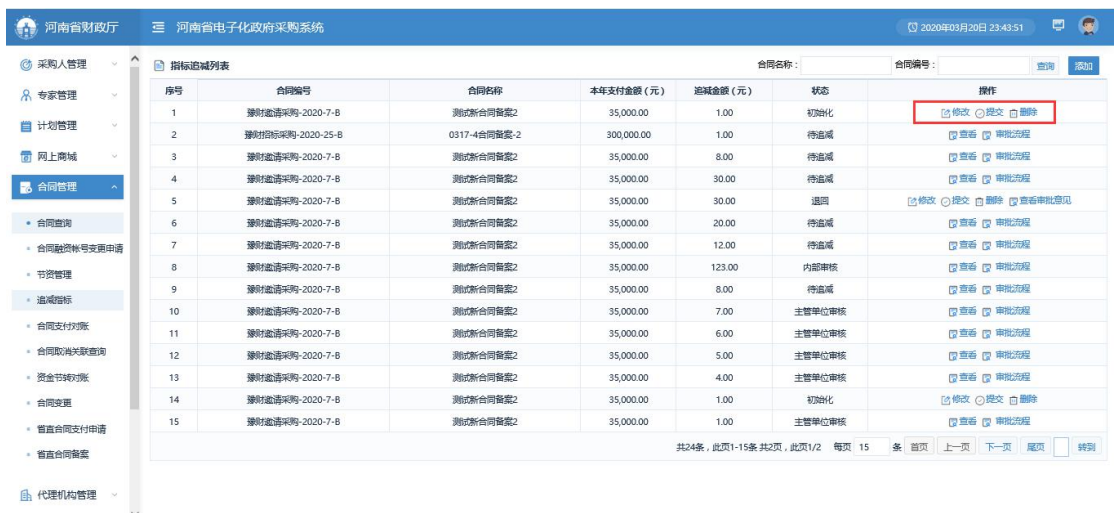 河南省财政厅 河南省电子化政府采购系统 2020年03月20日 23:43:51
采购人管理
专家管理
计划管理
网上商城
合同管理
合同查询
合同融资帐号变更申请
节资管理
追减指标
合同支付对账
合同取消关联查询
资金节转对账
合同变更
省直合同支付申请
省直合同备案
代理机构管理
指标追减列表 合同名称： 合同编号： 查询 添加
序号 合同编号 合同名称 本年支付金额（元） 追减金额（元） 状态 操作
1 豫财邀请采购-2020-7-B 测试新合同备案2 35,000.00 1.00 初始化 修改 提交 删除
2 豫财招标采购-2020-25-B 0317-4合同备案-2 300,000.00 1.00 待追减 查看 审批流程
3 豫财邀请采购-2020-7-B 测试新合同备案2 35,000.00 8.00 待追减 查看 审批流程
4 豫财邀请采购-2020-7-B 测试新合同备案2 35,000.00 30.00 待追减 查看 审批流程
5 豫财邀请采购-2020-7-B 测试新合同备案2 35,000.00 30.00 退回 修改 提交 删除 查看审批意见
6 豫财邀请采购-2020-7-B 测试新合同备案2 35,000.00 20.00 待追减 查看 审批流程
7 豫财邀请采购-2020-7-B 测试新合同备案2 35,000.00 12.00 待追减 查看 审批流程
8 豫财邀请采购-2020-7-B 测试新合同备案2 35,000.00 123.00 内部审核 查看 审批流程
9 豫财邀请采购-2020-7-B 测试新合同备案2 35,000.00 8.00 待追减 查看 审批流程
10 豫财邀请采购-2020-7-B 测试新合同备案2 35,000.00 7.00 主管单位审核 查看 审批流程
11 豫财邀请采购-2020-7-B 测试新合同备案2 35,000.00 6.00 主管单位审核 查看 审批流程
12 豫财邀请采购-2020-7-B 测试新合同备案2 35,000.00 5.00 主管单位审核 查看 审批流程
13 豫财邀请采购-2020-7-B 测试新合同备案2 35,000.00 4.00 主管单位审核 查看 审批流程
14 豫财邀请采购-2020-7-B 测试新合同备案2 35,000.00 1.00 初始化 修改 提交 删除
15 豫财邀请采购-2020-7-B 测试新合同备案2 35,000.00 1.00 主管单位审核 查看 审批流程
共24条，此页1-15条 共2页，此页1/2 每页 15 条 首页 上一页 下一页 尾页 转到